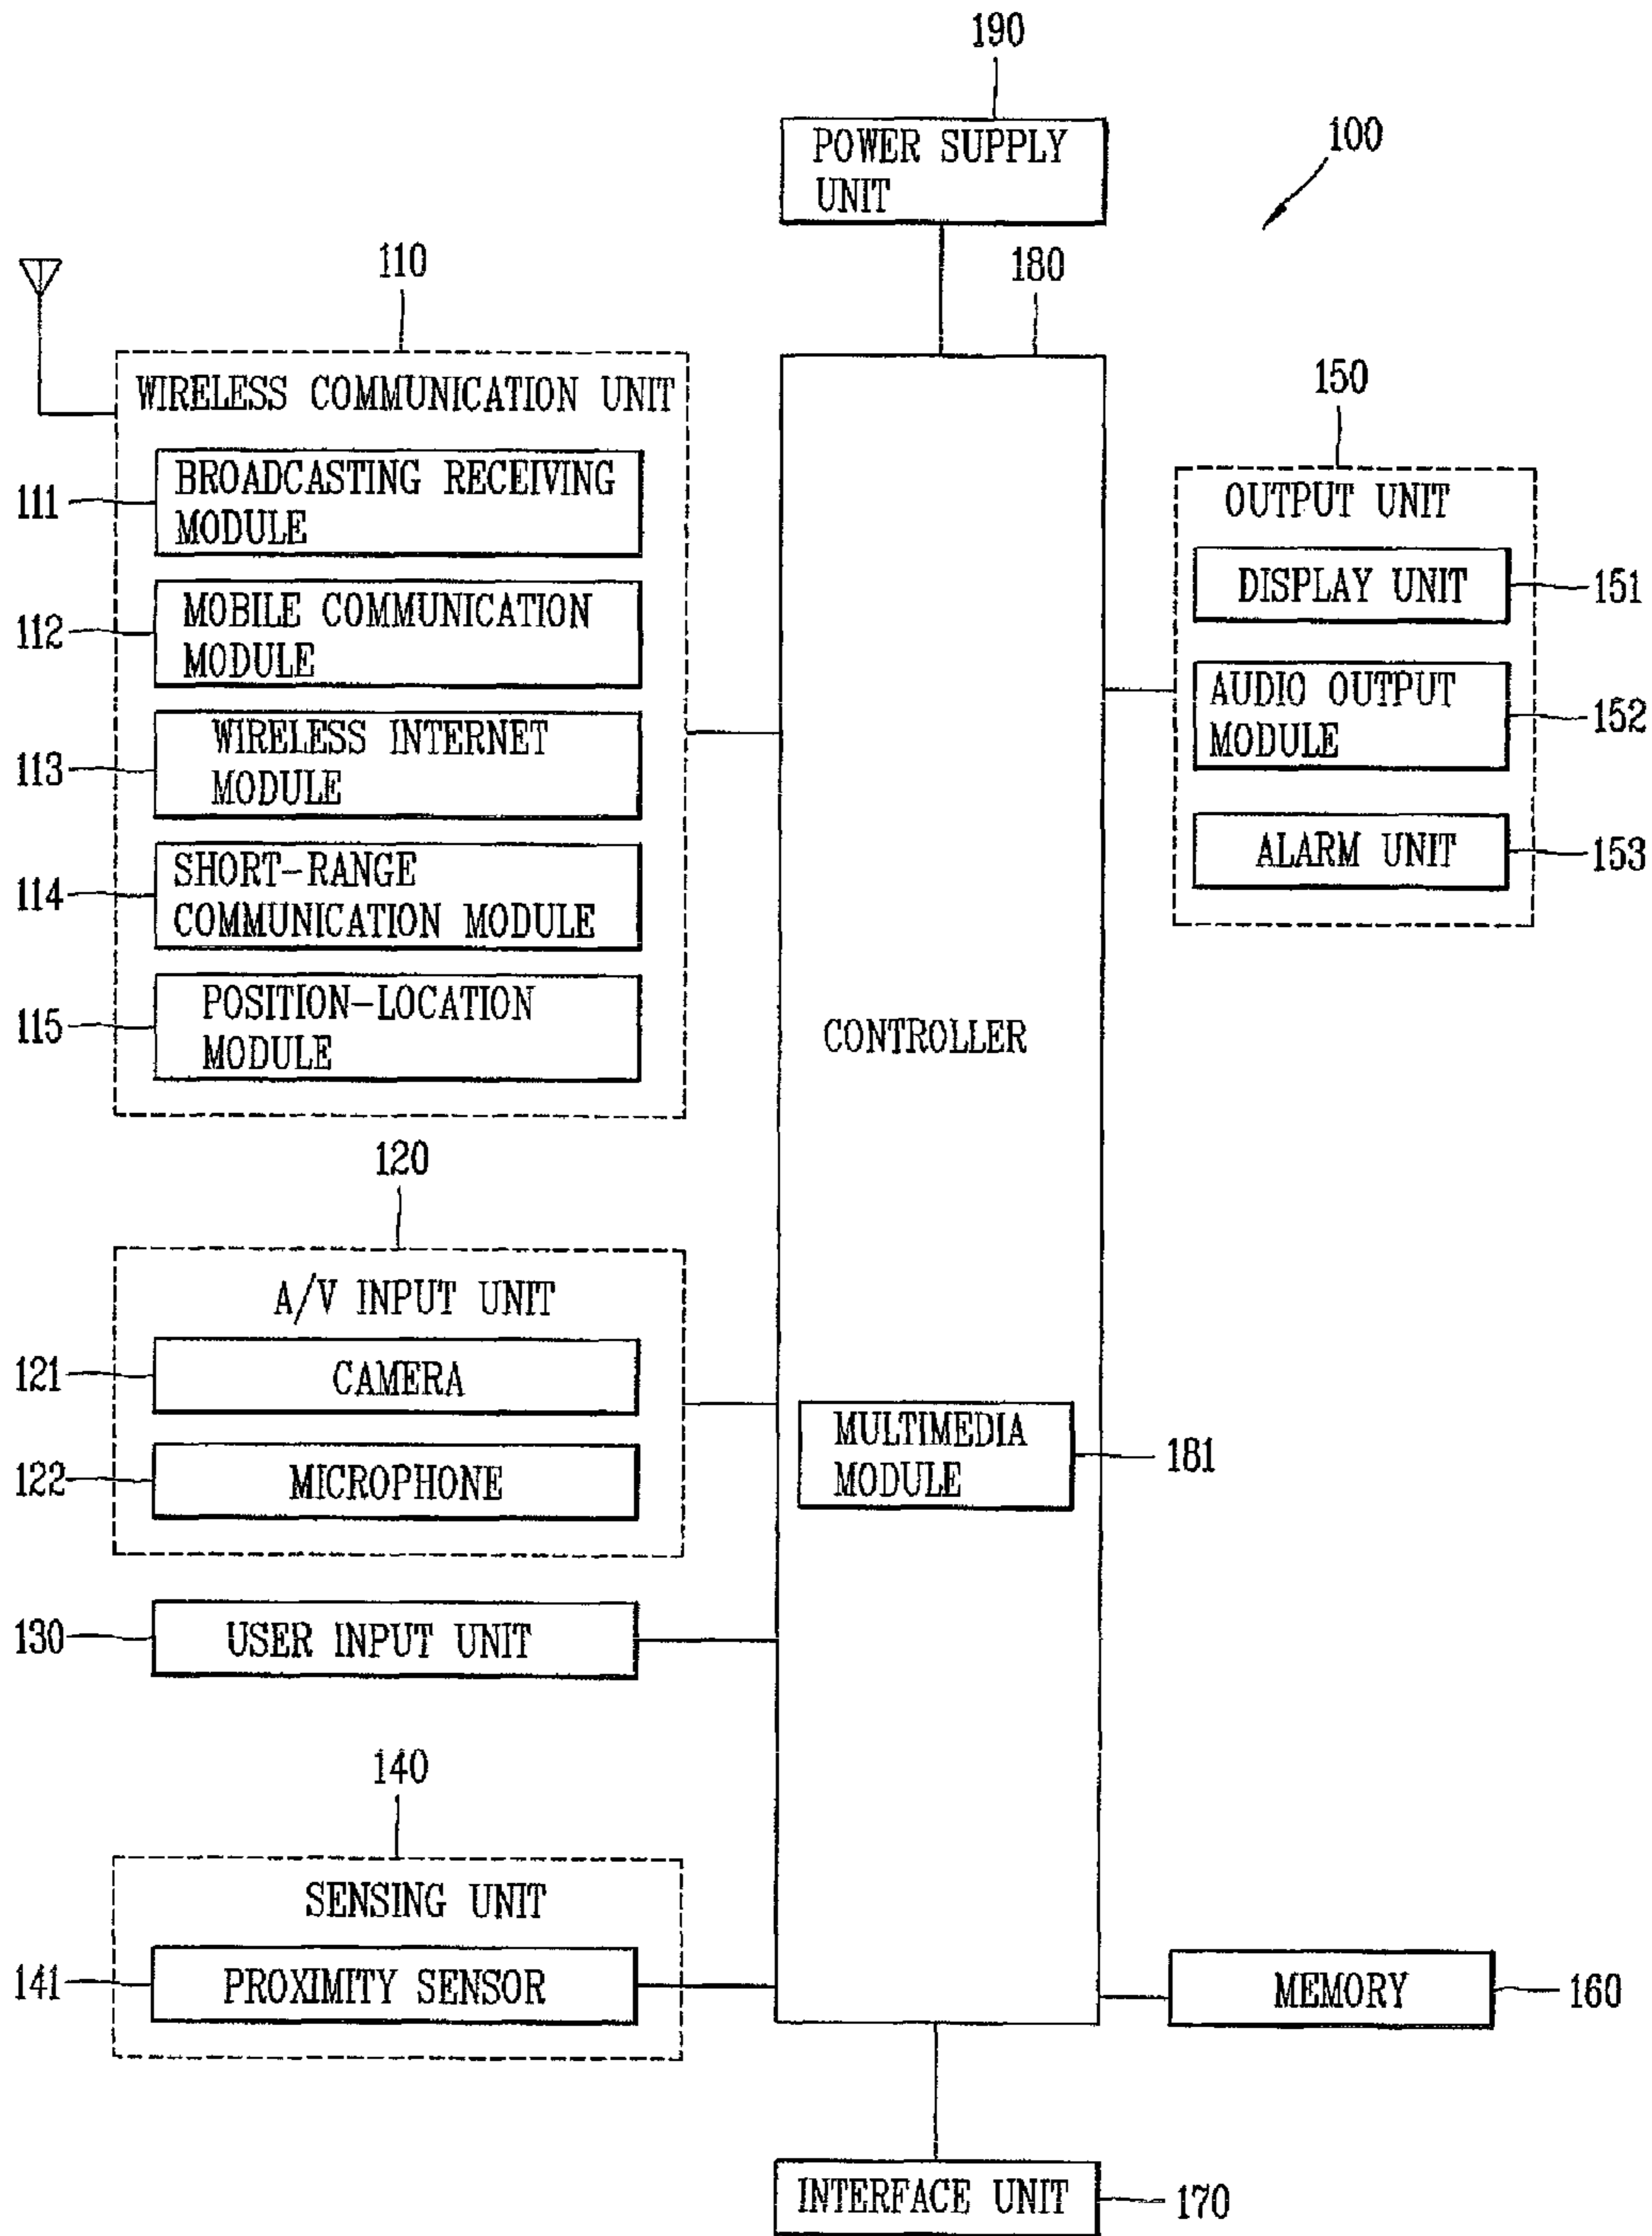 190
POWER SUPPLY
UNIT
100
180
110
WIRELESS COMMUNICATION UNIT
111
BROADCASTING RECEIVING
MODULE
112
MOBILE COMMUNICATION
MODULE
113
WIRELESS INTERNET
MODULE
114
SHORT-RANGE
COMMUNICATION MODULE
115
POSITION-LOCATION
MODULE
120
A/V INPUT UNIT
121
CAMERA
122
MICROPHONE
130
USER INPUT UNIT
140
SENSING UNIT
141
PROXIMITY SENSOR
CONTROLLER
MULTIMEDIA
MODULE
181
150
OUTPUT UNIT
DISPLAY UNIT
151
AUDIO OUTPUT
MODULE
152
ALARM UNIT
153
MEMORY
160
INTERFACE UNIT
170